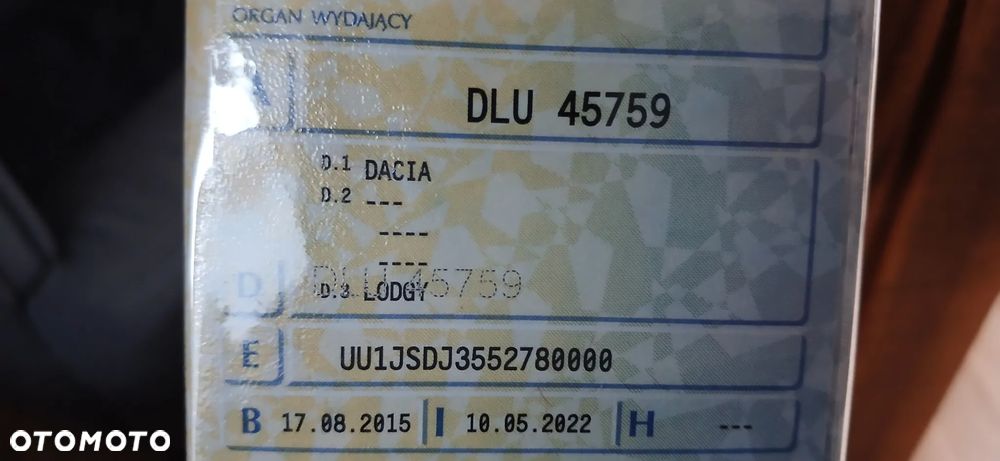 ORGAN WYDAJĄCY
A DLU 45759
D.1 DACIA
D.2 ---
----
----
DLU 45759
D D.3 LODGY
E UU1JSDJ3552780000
B 17.08.2015 I 10.05.2022 H ---
OTOMOTO